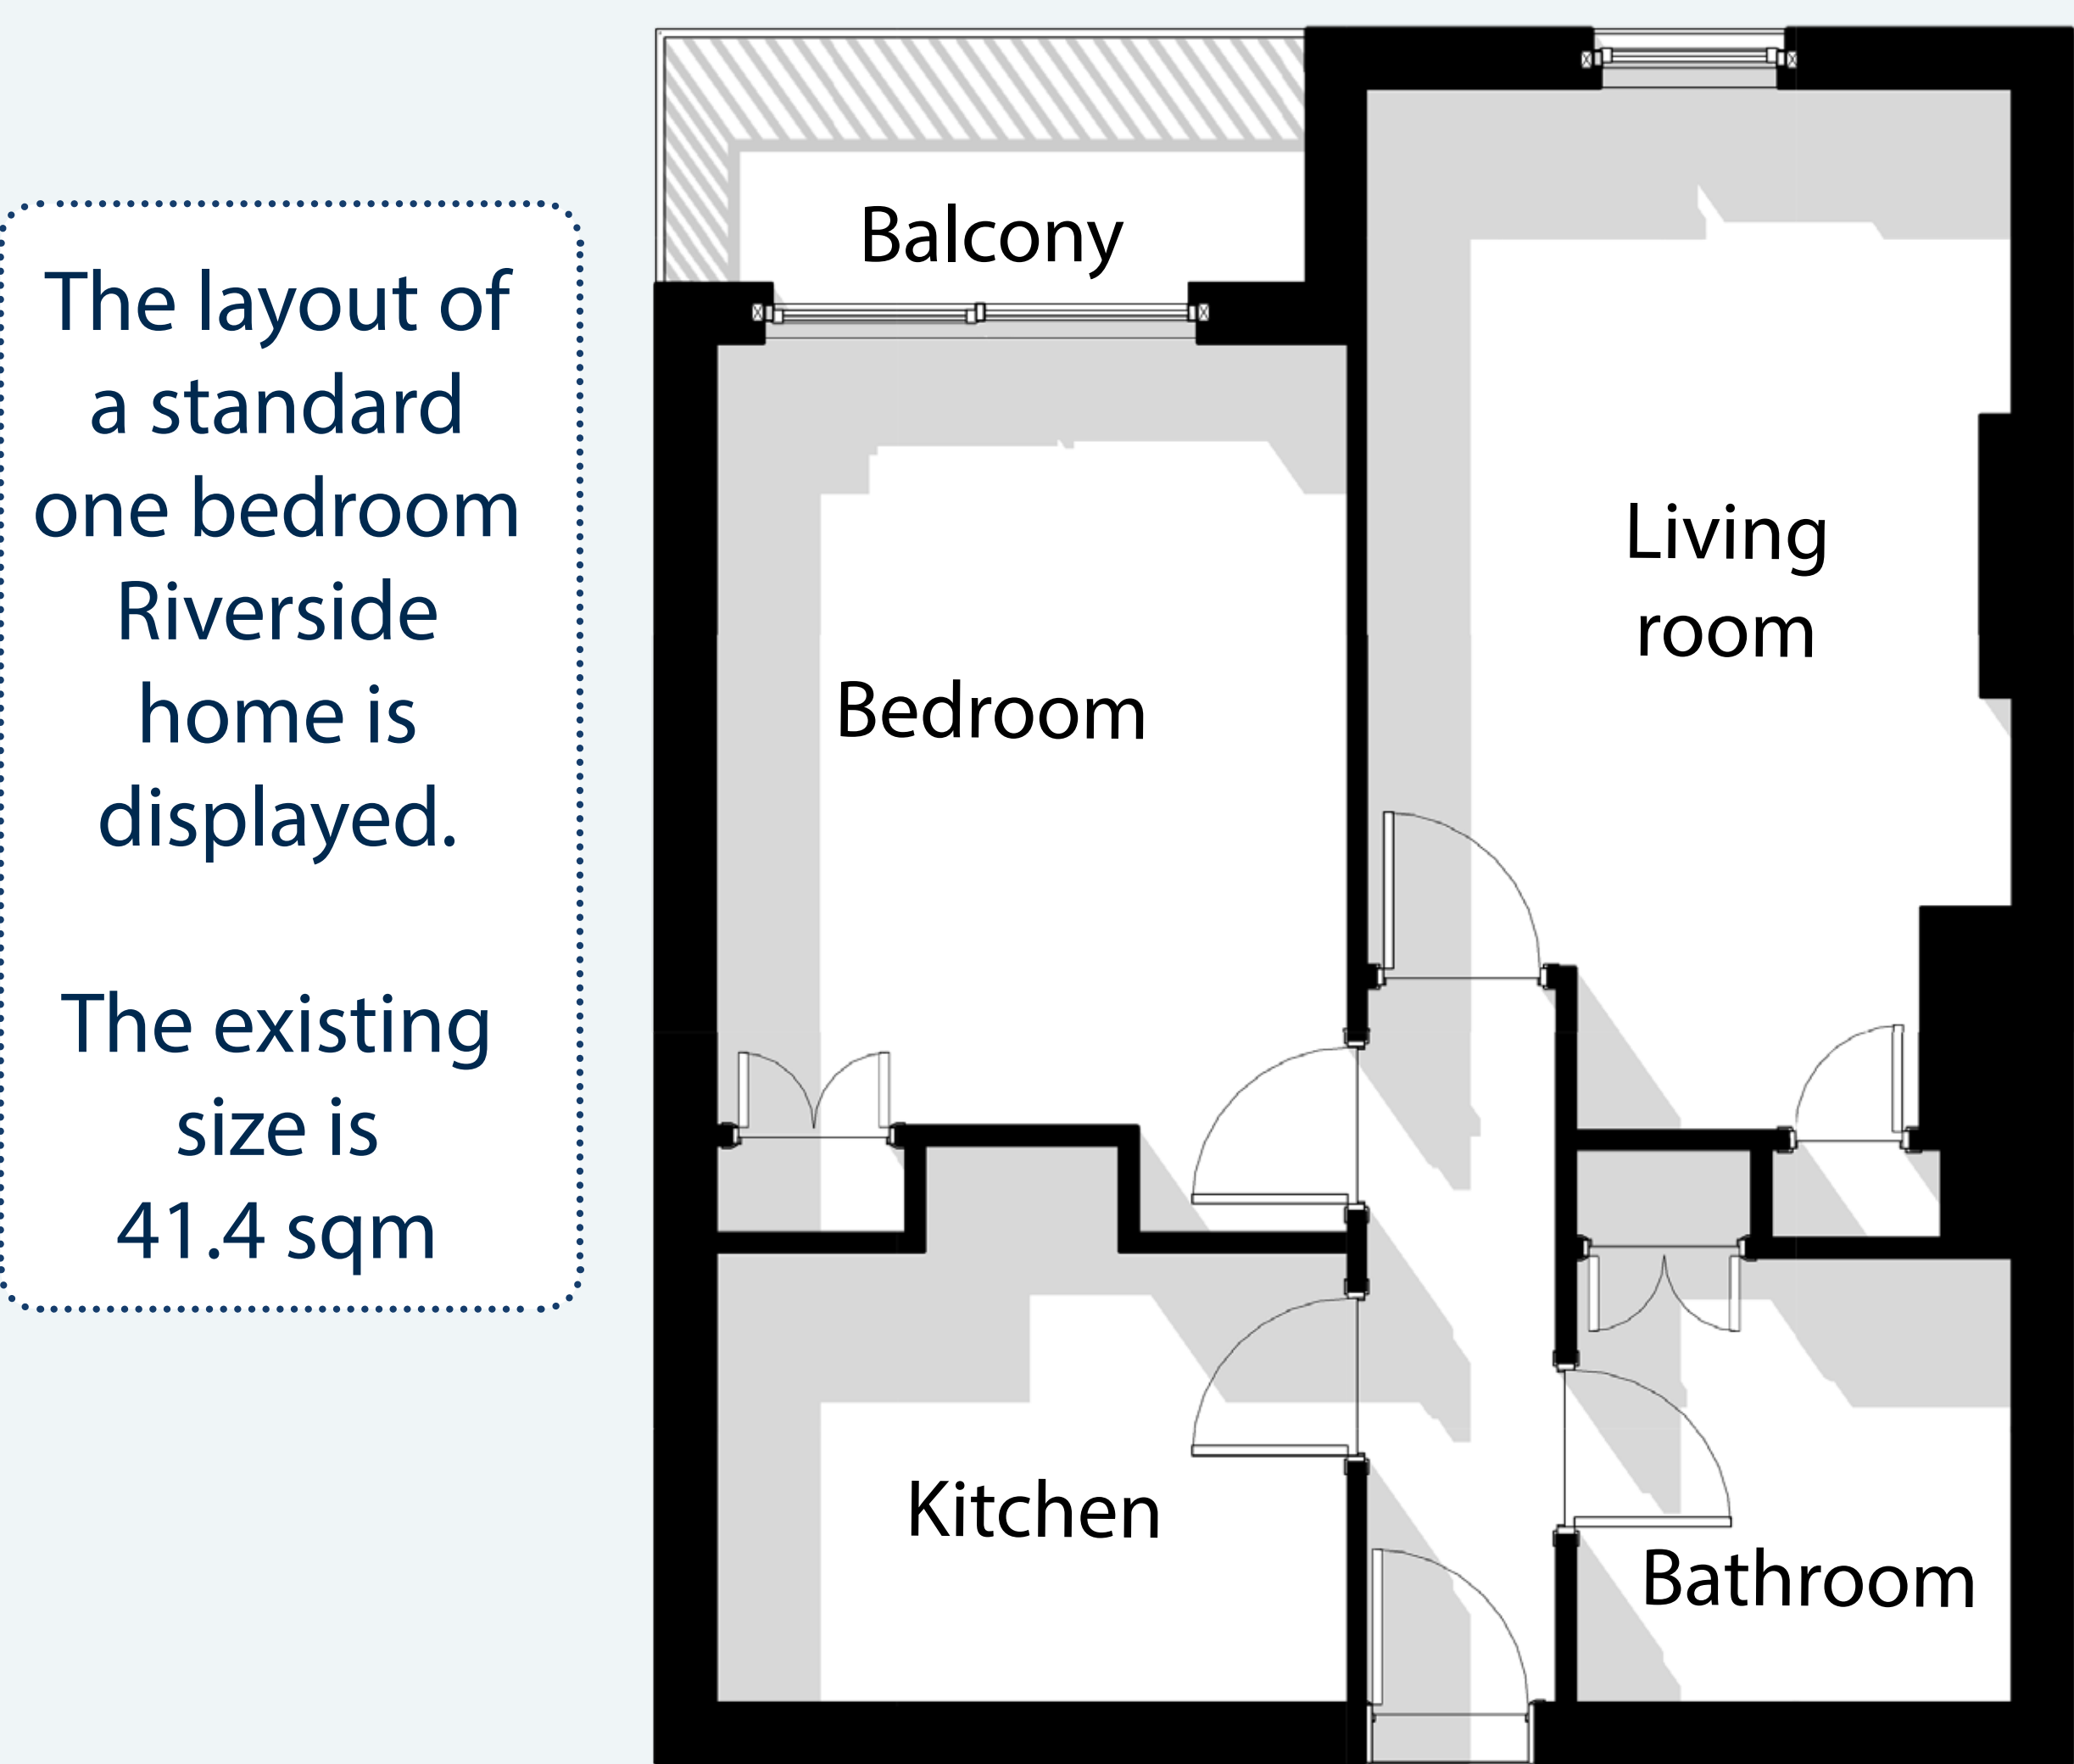 The layout of
a standard
one bedroom
Riverside
home is
displayed.
The existing
size is
41.4 sqm
Balcony
Living
room
Bedroom
Kitchen
Bathroom